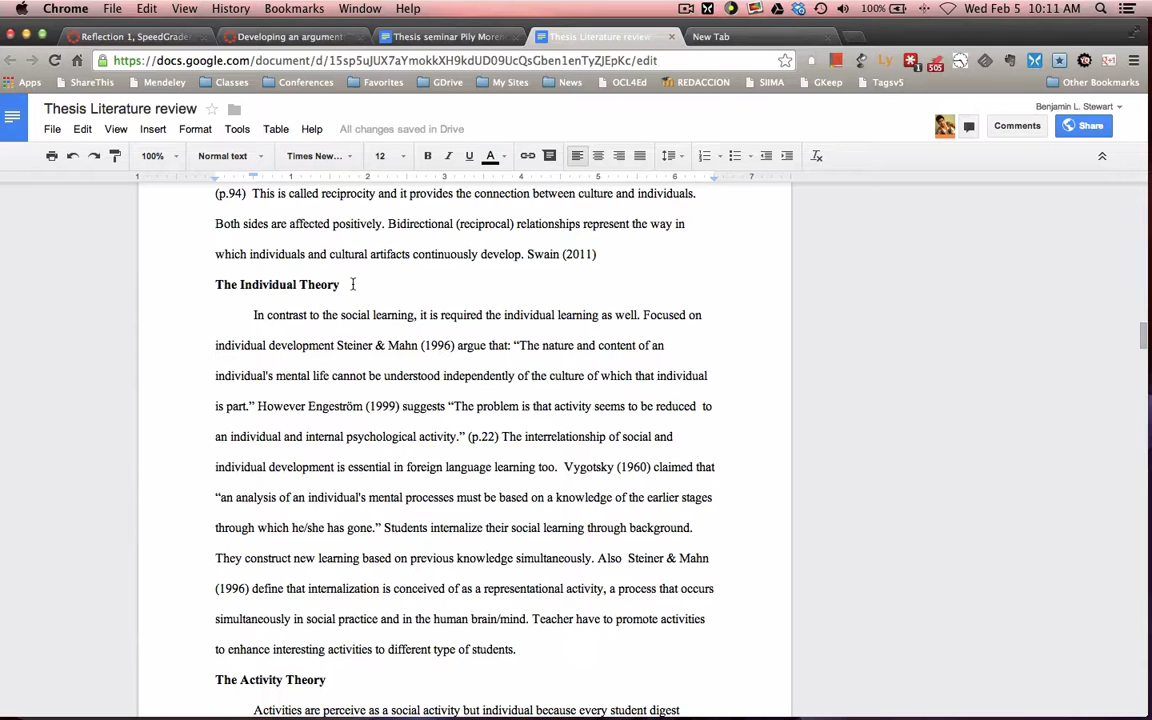 Chrome File Edit View History Bookmarks Window Help 100% Wed Feb 5 10:11 AM
Reflection 1, SpeedGrader Developing an argument Thesis seminar Pily Moren Thesis Literature review New Tab
https://docs.google.com/document/d/15sp5uJUX7aYmokkXH9kdUD09UcQsGben1enTyZJEpKc/edit
505
Apps ShareThis Mendeley Classes Conferences Favorites GDrive My Sites News OCL4Ed REDACCION SIIMA GKeep Tagsv5 Other Bookmarks
Thesis Literature review
Benjamin L. Stewart
File Edit View Insert Format Tools Table Help All changes saved in Drive
Comments Share
100% Normal text Times New... 12 B I U A
1 1 2 3 4 5 6 7
(p.94) This is called reciprocity and it provides the connection between culture and individuals.
Both sides are affected positively. Bidirectional (reciprocal) relationships represent the way in
which individuals and cultural artifacts continuously develop. Swain (2011)
The Individual Theory
In contrast to the social learning, it is required the individual learning as well. Focused on
individual development Steiner & Mahn (1996) argue that: “The nature and content of an
individual's mental life cannot be understood independently of the culture of which that individual
is part.” However Engeström (1999) suggests “The problem is that activity seems to be reduced to
an individual and internal psychological activity.” (p.22) The interrelationship of social and
individual development is essential in foreign language learning too. Vygotsky (1960) claimed that
“an analysis of an individual's mental processes must be based on a knowledge of the earlier stages
through which he/she has gone.” Students internalize their social learning through background.
They construct new learning based on previous knowledge simultaneously. Also Steiner & Mahn
(1996) define that internalization is conceived of as a representational activity, a process that occurs
simultaneously in social practice and in the human brain/mind. Teacher have to promote activities
to enhance interesting activities to different type of students.
The Activity Theory
Activities are perceive as a social activity but individual because every student digest